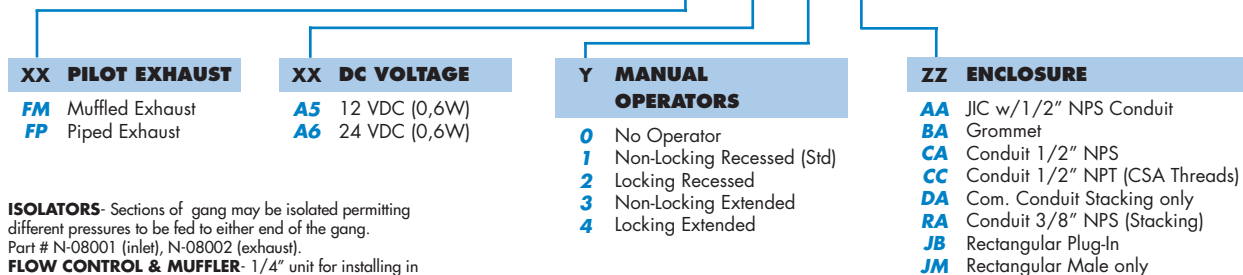 XX PILOT EXHAUST
FM Muffled Exhaust
FP Piped Exhaust
XX DC VOLTAGE
A5 12 VDC (0,6W)
A6 24 VDC (0,6W)
Y MANUAL
OPERATORS
0 No Operator
1 Non-Locking Recessed (Std)
2 Locking Recessed
3 Non-Locking Extended
4 Locking Extended
ZZ ENCLOSURE
AA JIC w/1/2” NPS Conduit
BA Grommet
CA Conduit 1/2” NPS
CC Conduit 1/2” NPT (CSA Threads)
DA Com. Conduit Stacking only
RA Conduit 3/8” NPS (Stacking)
JB Rectangular Plug-In
JM Rectangular Male only
ISOLATORS- Sections of gang may be isolated permitting
different pressures to be fed to either end of the gang.
Part # N-08001 (inlet), N-08002 (exhaust).
FLOW CONTROL & MUFFLER- 1/4” unit for installing in